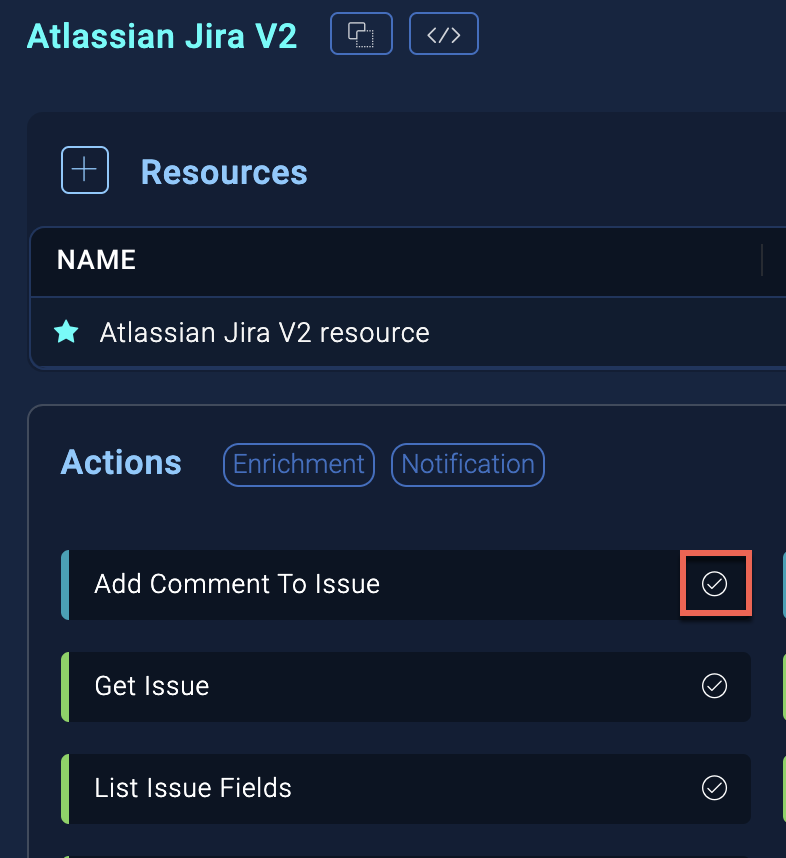 Atlassian Jira V2
Resources
NAME
Atlassian Jira V2 resource
Actions Enrichment Notification
Add Comment To Issue
Get Issue
List Issue Fields